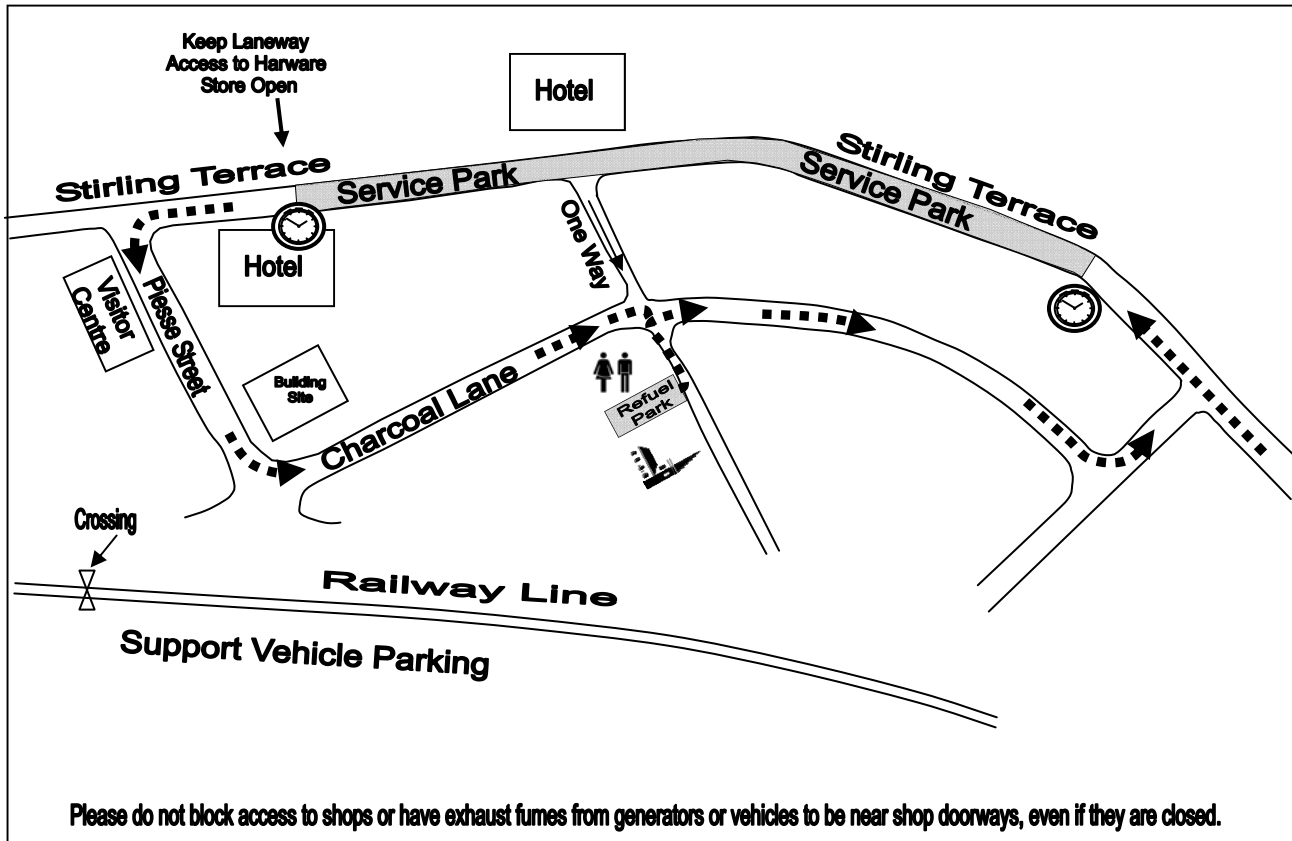 Keep Laneway
Access to Harware
Store Open
Hotel
Stirling Terrace
Service Park
Stirling Terrace
Service Park
One Way
Hotel
Visitor
Centre
Piesse Street
Building
Site
Charcoal Lane
Refuel
Park
Crossing
Railway Line
Support Vehicle Parking
Please do not block access to shops or have exhaust fumes from generators or vehicles to be near shop doorways, even if they are closed.